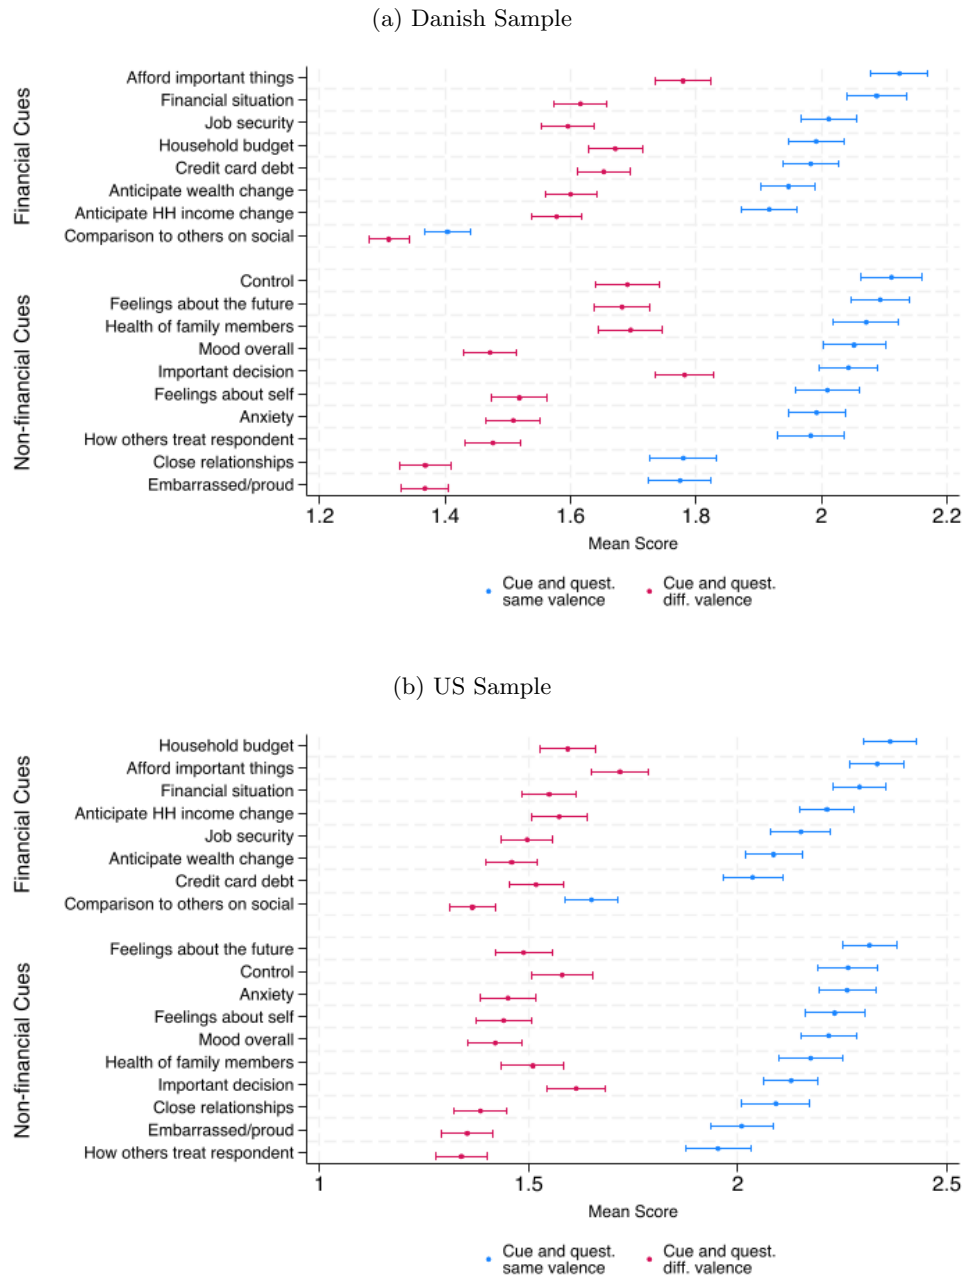 (a) Danish Sample
Financial Cues
Afford important things
Financial situation
Job security
Household budget
Credit card debt
Anticipate wealth change
Anticipate HH income change
Comparison to others on social
Non-financial Cues
Control
Feelings about the future
Health of family members
Mood overall
Important decision
Feelings about self
Anxiety
How others treat respondent
Close relationships
Embarrassed/proud
1.2 1.4 1.6 1.8 2 2.2
Mean Score
Cue and quest. same valence
Cue and quest. diff. valence
(b) US Sample
Financial Cues
Household budget
Afford important things
Financial situation
Anticipate HH income change
Job security
Anticipate wealth change
Credit card debt
Comparison to others on social
Non-financial Cues
Feelings about the future
Control
Anxiety
Feelings about self
Mood overall
Health of family members
Important decision
Close relationships
Embarrassed/proud
How others treat respondent
1 1.5 2 2.5
Mean Score
Cue and quest. same valence
Cue and quest. diff. valence